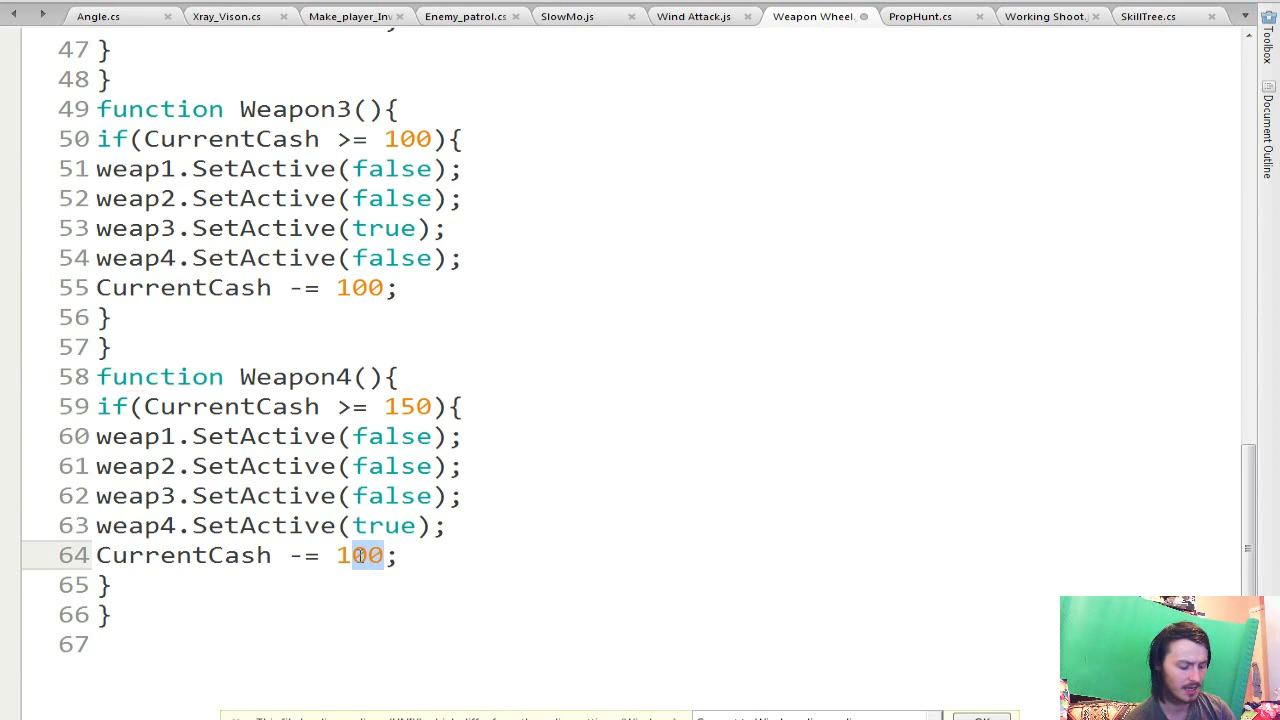 Angle.cs
Xray_Vison.cs
Make_player_Inv
Enemy_patrol.cs
SlowMo.js
Wind Attack.js
Weapon Wheel.
PropHunt.cs
Working Shoot.
SkillTree.cs
Toolbox
Document Outline
47 }
48 }
49 function Weapon3(){
50 if(CurrentCash >= 100){
51 weap1.SetActive(false);
52 weap2.SetActive(false);
53 weap3.SetActive(true);
54 weap4.SetActive(false);
55 CurrentCash -= 100;
56 }
57 }
58 function Weapon4(){
59 if(CurrentCash >= 150){
60 weap1.SetActive(false);
61 weap2.SetActive(false);
62 weap3.SetActive(false);
63 weap4.SetActive(true);
64 CurrentCash -= 100;
65 }
66 }
67